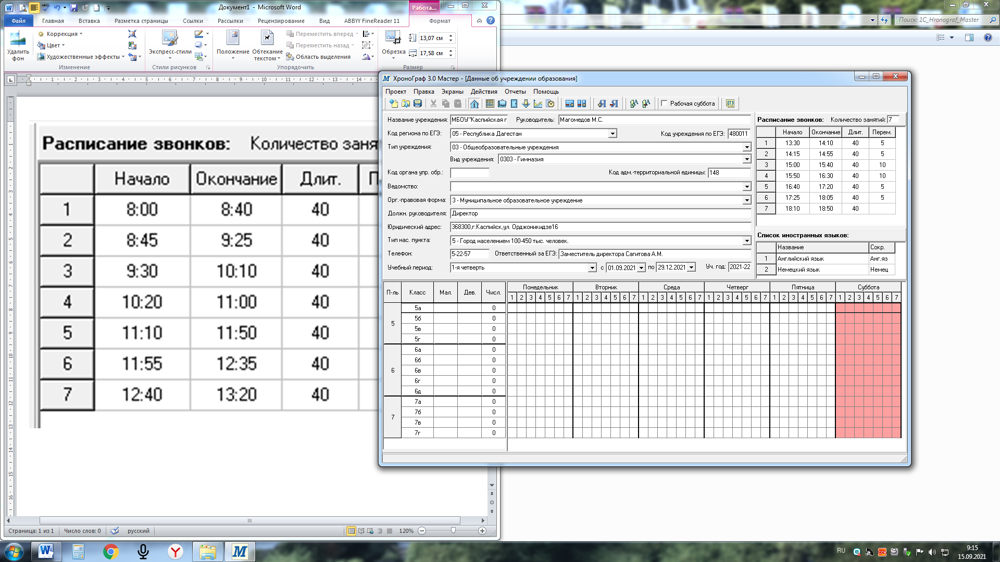 Документ1 - Microsoft Word
Работа...
Файл Главная Вставка Разметка страницы Ссылки Рассылки Рецензирование Вид ABBYY FineReader 11 Формат
Удалить фон
Коррекция
Цвет
Художественные эффекты
Изменение
Экспресс-стили
Стили рисунков
Положение
Обтекание текстом
Переместить вперед
Переместить назад
Область выделения
Упорядочить
Обрезка
13,07 см
17,58 см
Размер
Поиск: 1C_Hronograf_Master
Расписание звонков: Количество заня
Начало Окончание Длит. П
1 8:00 8:40 40
2 8:45 9:25 40
3 9:30 10:10 40
4 10:20 11:00 40
5 11:10 11:50 40
6 11:55 12:35 40
7 12:40 13:20 40
Страница: 1 из 1 Число слов: 0 русский 120%
ХроноГраф 3.0 Мастер - [Данные об учреждении образования]
Проект Правка Экраны Действия Отчеты Помощь
Рабочая суббота
Название учреждения: МБОУ"Каспийская г Руководитель: Магомедов М.С.
Код региона по ЕГЭ: 05 - Республика Дагестан Код учреждения по ЕГЭ: 480011
Тип учреждения: 03 - Общеобразовательные учреждения
Вид учреждения: 0303 - Гимназия
Код органа упр. обр.: Код адм.-территориальной единицы: 148
Ведомство:
Орг.-правовая форма: 3 - Муниципальное образовательное учреждение
Должн. руководителя: Директор
Юридический адрес: 368300,г.Каспийск,ул. Орджоникидзе16
Тип нас. пункта: 5 - Город населением 100-450 тыс. человек.
Телефон: 5-22-57 Ответственный за ЕГЭ: Заместитель директора Сагитова А.М.
Учебный период: 1-я четверть с 01.09.2021 по 29.12.2021 Уч. год: 2021-22
Расписание звонков: Количество занятий: 7
Начало Окончание Длит. Перем.
1 13:30 14:10 40 5
2 14:15 14:55 40 5
3 15:00 15:40 40 10
4 15:50 16:30 40 10
5 16:40 17:20 40 5
6 17:25 18:05 40 5
7 18:10 18:50 40
Список иностранных языков:
Название Сокр.
1 Английский язык Анг.яз
2 Немецкий язык Немец
П-ль Класс Мал. Дев. Числ. Понедельник Вторник Среда Четверг Пятница Суббота
1 2 3 4 5 6 7 1 2 3 4 5 6 7 1 2 3 4 5 6 7 1 2 3 4 5 6 7 1 2 3 4 5 6 7 1 2 3 4 5 6 7
5
5а 0
5б 0
5в 0
5г 0
6
6а 0
6б 0
6в 0
6г 0
6д 0
7
7а 0
7б 0
7в 0
7г 0
RU
9:15
15.09.2021